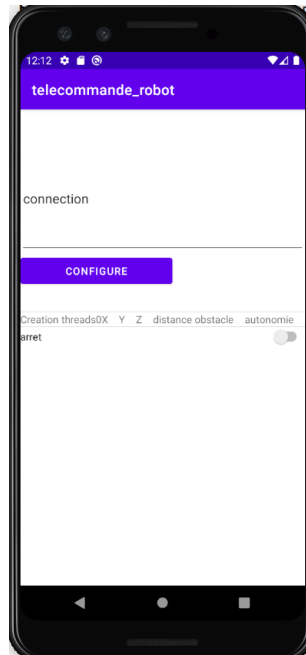 12:12
telecommande_robot
connection
CONFIGURE
Creation threads0X Y Z distance obstacle autonomie
arret